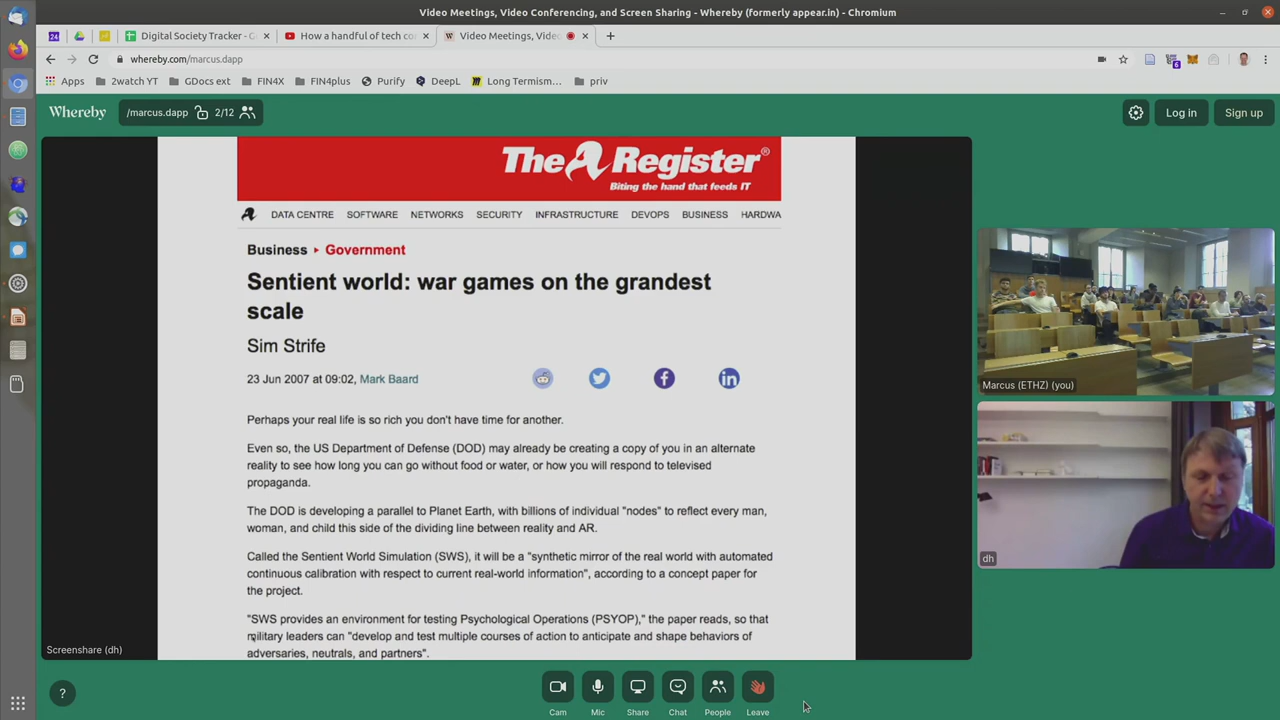 Video Meetings, Video Conferencing, and Screen Sharing - Whereby (formerly appear.in) - Chromium
24
Digital Society Tracker - G
How a handful of tech co
Video Meetings, Vide
whereby.com/marcus.dapp
6
Apps
2watch YT
GDocs ext
FIN4X
FIN4plus
Purify
DeepL
Long Termism...
priv
Whereby
/marcus.dapp
2/12
Log in
Sign up
The Register®
Biting the hand that feeds IT
DATA CENTRE SOFTWARE NETWORKS SECURITY INFRASTRUCTURE DEVOPS BUSINESS HARDWA
Business ▸ Government
Sentient world: war games on the grandest
scale
Sim Strife
23 Jun 2007 at 09:02, Mark Baard
Perhaps your real life is so rich you don't have time for another.
Even so, the US Department of Defense (DOD) may already be creating a copy of you in an alternate
reality to see how long you can go without food or water, or how you will respond to televised
propaganda.
The DOD is developing a parallel to Planet Earth, with billions of individual "nodes" to reflect every man,
woman, and child this side of the dividing line between reality and AR.
Called the Sentient World Simulation (SWS), it will be a "synthetic mirror of the real world with automated
continuous calibration with respect to current real-world information", according to a concept paper for
the project.
"SWS provides an environment for testing Psychological Operations (PSYOP)," the paper reads, so that
military leaders can "develop and test multiple courses of action to anticipate and shape behaviors of
adversaries, neutrals, and partners".
Screenshare (dh)
Marcus (ETHZ) (you)
dh
?
Cam
Mic
Share
Chat
People
Leave